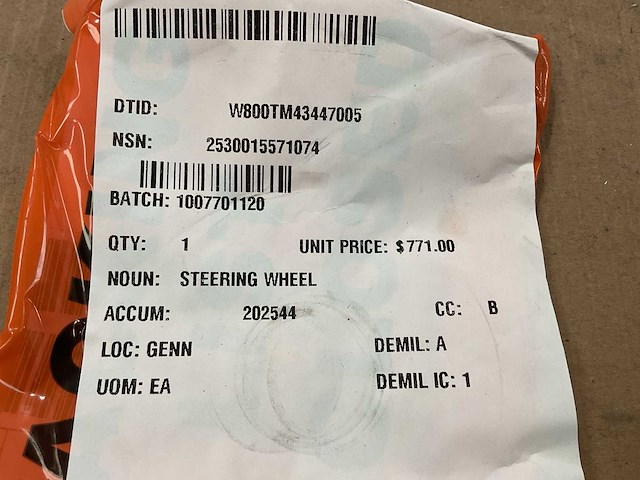 DTID: W800TM43447005
NSN: 2530015571074
BATCH: 1007701120
QTY: 1 UNIT PRICE: $771.00
NOUN: STEERING WHEEL
ACCUM: 202544 CC: B
LOC: GENN DEMIL: A
UOM: EA DEMIL IC: 1